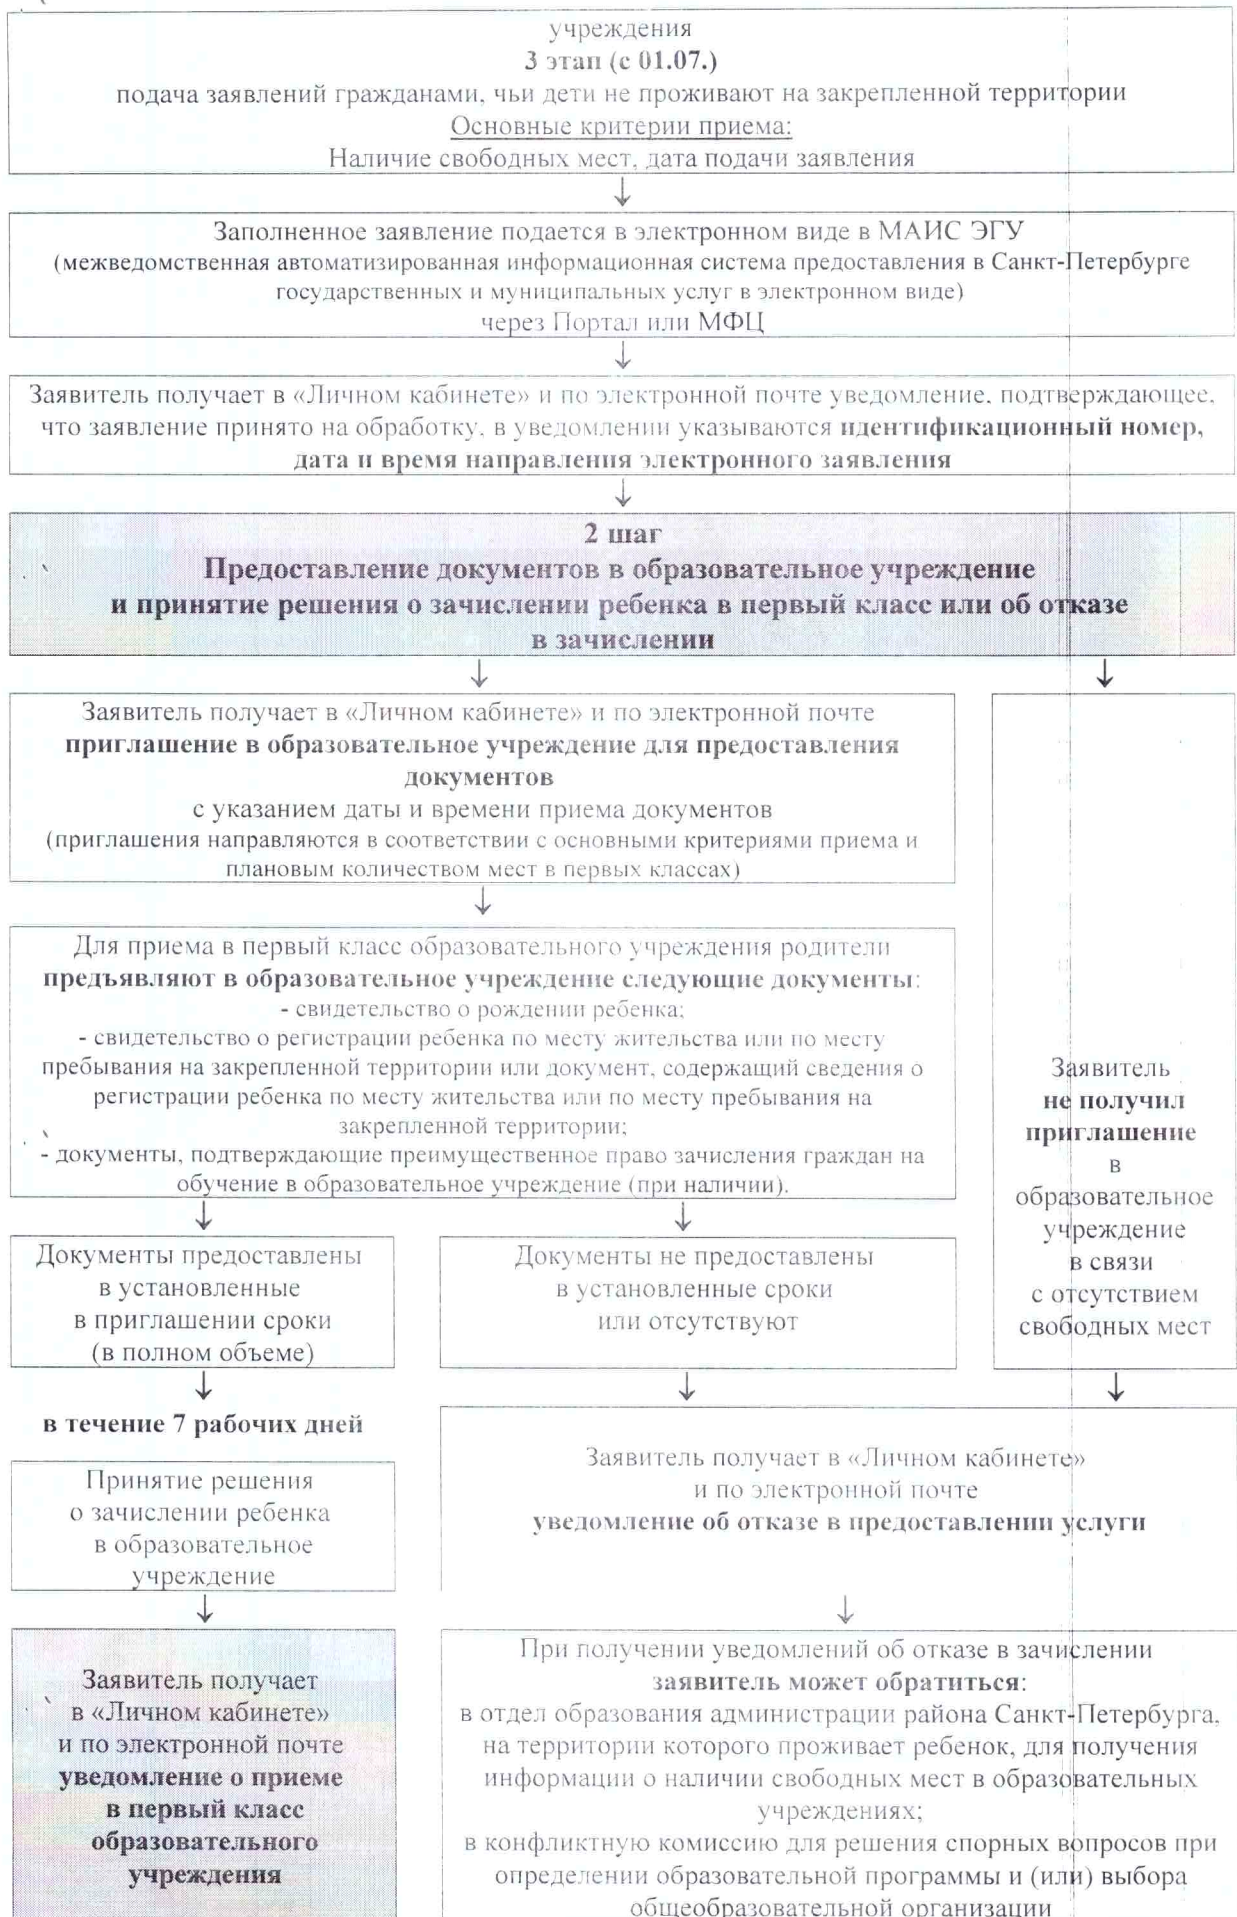 учреждения
3 этап (с 01.07.)
подача заявлений гражданами, чьи дети не проживают на закрепленной территории
Основные критерии приема:
Наличие свободных мест, дата подачи заявления
Заполненное заявление подается в электронном виде в МАИС ЭГУ
(межведомственная автоматизированная информационная система предоставления в Санкт-Петербурге
государственных и муниципальных услуг в электронном виде)
через Портал или МФЦ
Заявитель получает в «Личном кабинете» и по электронной почте уведомление, подтверждающее,
что заявление принято на обработку, в уведомлении указываются идентификационный номер,
дата и время направления электронного заявления
2 шаг
Предоставление документов в образовательное учреждение
и принятие решения о зачислении ребенка в первый класс или об отказе
в зачислении
Заявитель получает в «Личном кабинете» и по электронной почте
приглашение в образовательное учреждение для предоставления
документов
с указанием даты и времени приема документов
(приглашения направляются в соответствии с основными критериями приема и
плановым количеством мест в первых классах)
Для приема в первый класс образовательного учреждения родители
предъявляют в образовательное учреждение следующие документы:
- свидетельство о рождении ребенка;
- свидетельство о регистрации ребенка по месту жительства или по месту
пребывания на закрепленной территории или документ, содержащий сведения о
регистрации ребенка по месту жительства или по месту пребывания на
закрепленной территории;
- документы, подтверждающие преимущественное право зачисления граждан на
обучение в образовательное учреждение (при наличии).
Заявитель
не получил
приглашение
в
образовательное
учреждение
в связи
с отсутствием
свободных мест
Документы предоставлены
в установленные
в приглашении сроки
(в полном объеме)
Документы не предоставлены
в установленные сроки
или отсутствуют
в течение 7 рабочих дней
Принятие решения
о зачислении ребенка
в образовательное
учреждение
Заявитель получает в «Личном кабинете»
и по электронной почте
уведомление об отказе в предоставлении услуги
Заявитель получает
в «Личном кабинете»
и по электронной почте
уведомление о приеме
в первый класс
образовательного
учреждения
При получении уведомлений об отказе в зачислении
заявитель может обратиться:
в отдел образования администрации района Санкт-Петербурга,
на территории которого проживает ребенок, для получения
информации о наличии свободных мест в образовательных
учреждениях;
в конфликтную комиссию для решения спорных вопросов при
определении образовательной программы и (или) выбора
общеобразовательной организации